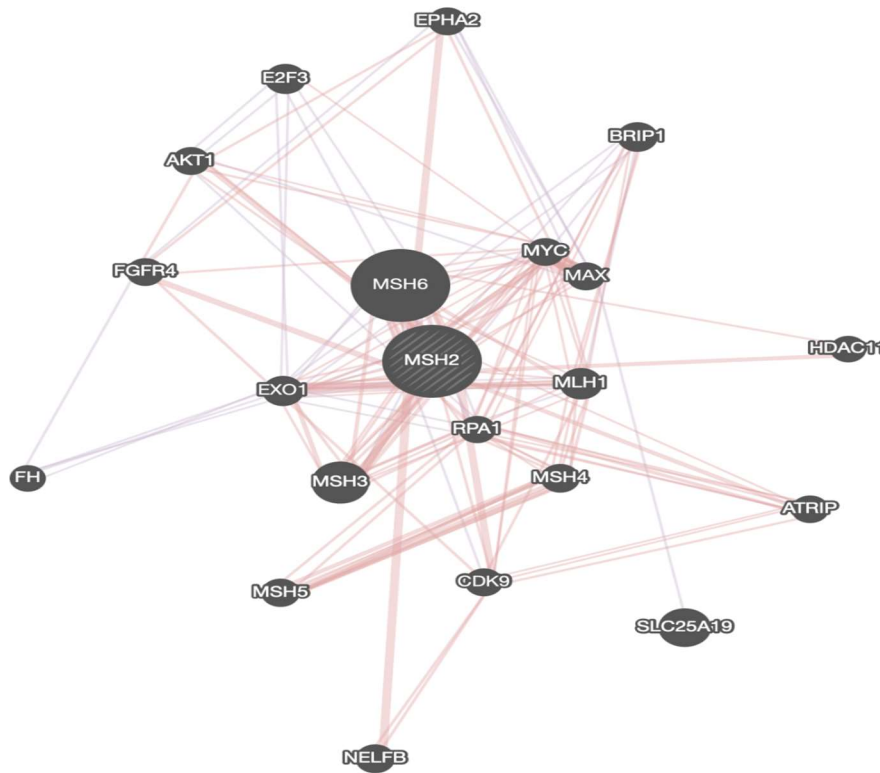 EPHA2
E2F3
BRIP1
AKT1
MYC
FGFR4
MAX
MSH6
HDAC11
MSH2
EXO1
MLH1
RPA1
FH
MSH3
MSH4
ATRIP
MSH5
CDK9
SLC25A19
NELFB